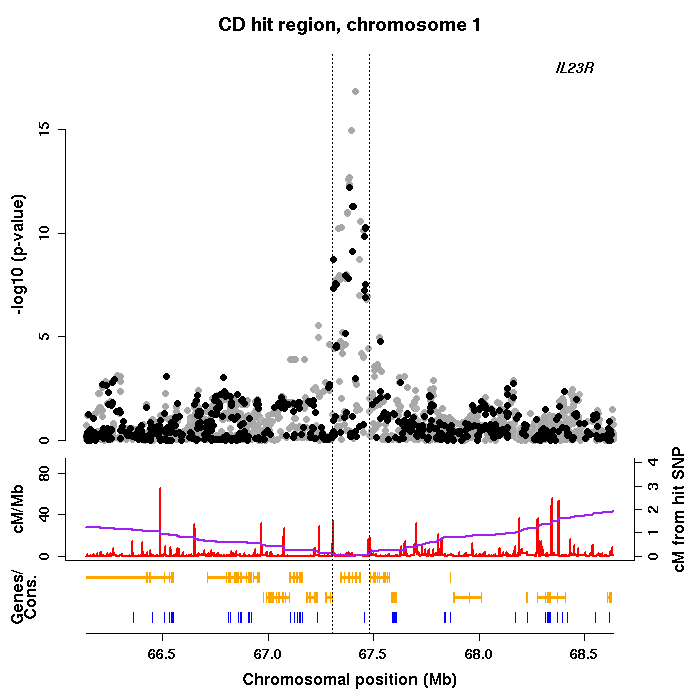 CD hit region, chromosome 1
IL23R
-log10 (p-value)
15
10
5
0
cM/Mb
80
40
0
4
3
2
1
0
cM from hit SNP
Genes/
Cons.
66.5 67.0 67.5 68.0 68.5
Chromosomal position (Mb)